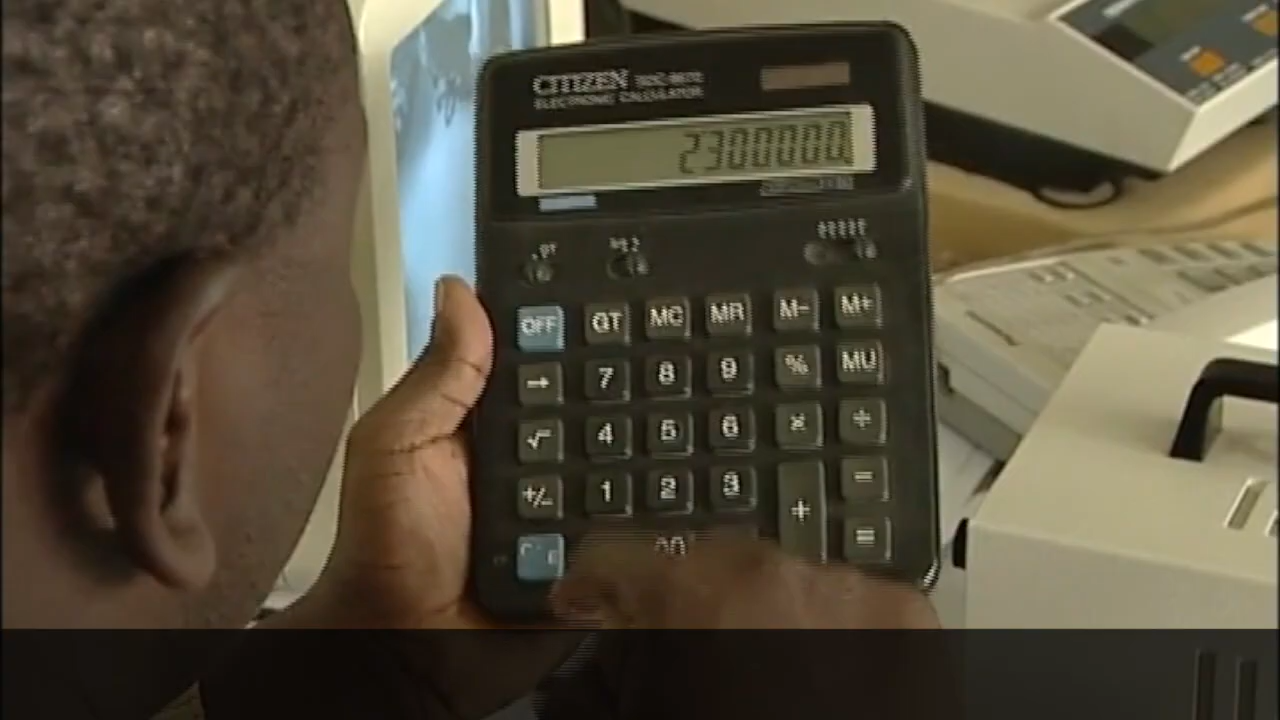 CITIZEN
ELECTRONIC CALCULATOR
2300000.
OFF GT MC MR M- M+
→ 7 8 9 % MU
√ 4 5 6 × ÷
+/- 1 2 3 + =
00 =